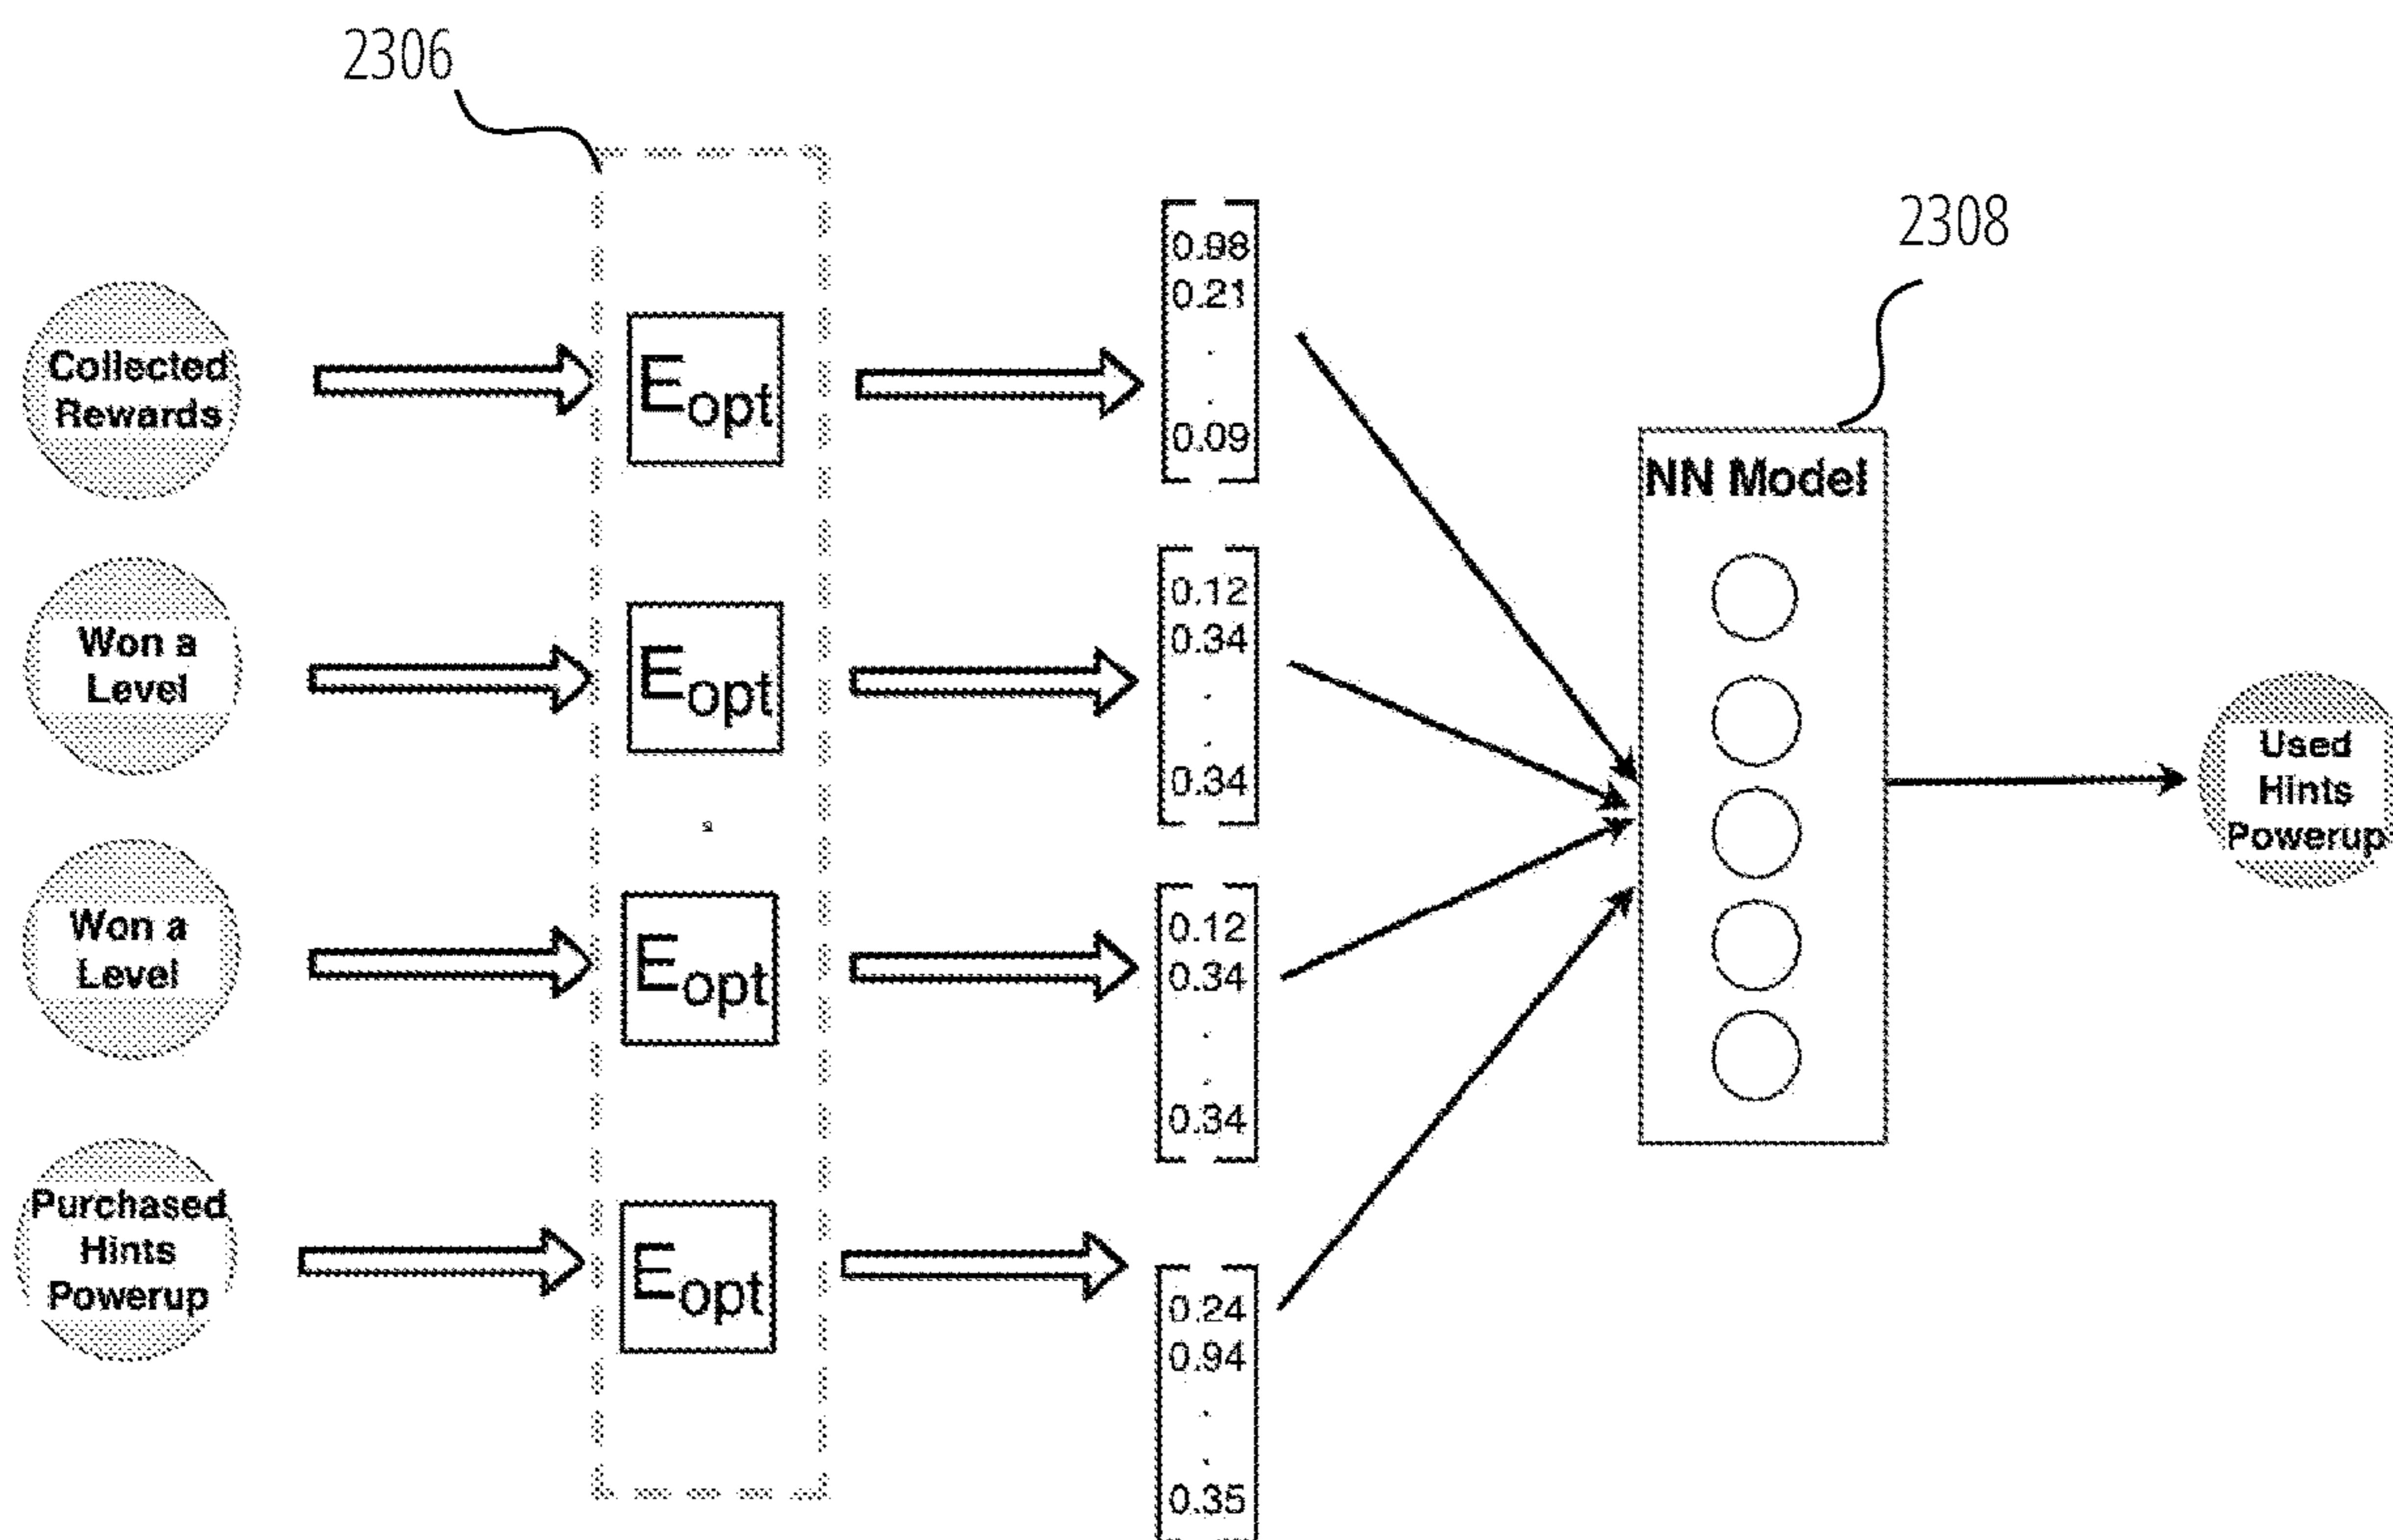 2306
2308
Collected
Rewards
Eopt
0.98
0.21
.
.
0.09
NN Model
Won a
Level
Eopt
0.12
0.34
.
.
0.34
Used
Hints
Powerup
Won a
Level
Eopt
0.12
0.34
.
.
0.34
Purchased
Hints
Powerup
Eopt
0.24
0.94
.
.
0.35